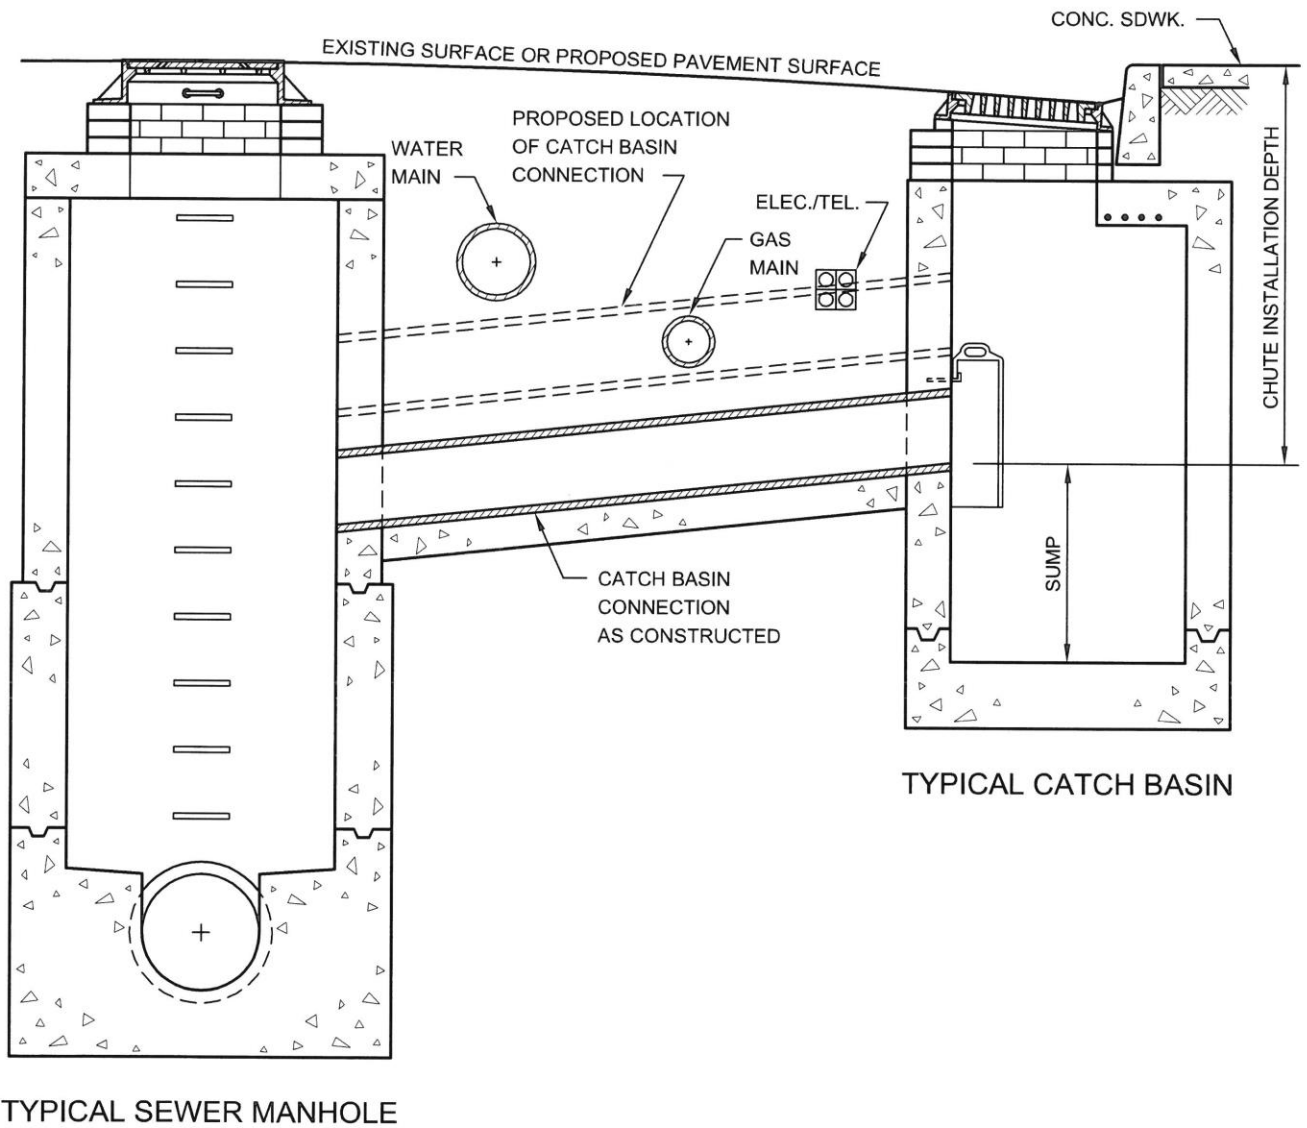 CONC. SDWK.
EXISTING SURFACE OR PROPOSED PAVEMENT SURFACE
PROPOSED LOCATION
OF CATCH BASIN
CONNECTION
WATER
MAIN
ELEC./TEL.
GAS
MAIN
CHUTE INSTALLATION DEPTH
SUMP
CATCH BASIN
CONNECTION
AS CONSTRUCTED
TYPICAL CATCH BASIN
TYPICAL SEWER MANHOLE